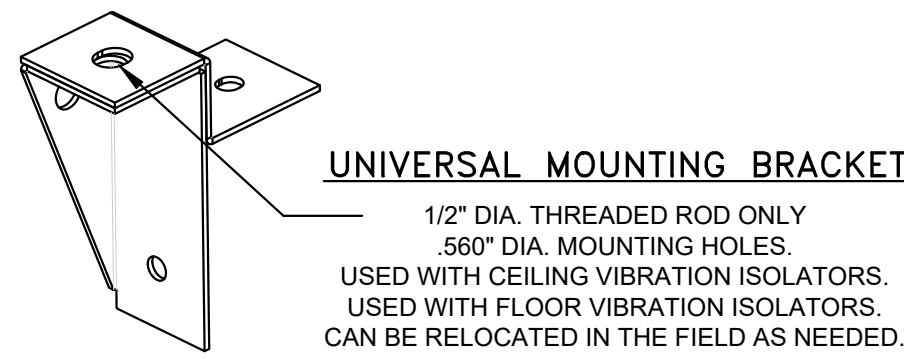 UNIVERSAL MOUNTING BRACKET
1/2" DIA. THREADED ROD ONLY
.560" DIA. MOUNTING HOLES.
USED WITH CEILING VIBRATION ISOLATORS.
USED WITH FLOOR VIBRATION ISOLATORS.
CAN BE RELOCATED IN THE FIELD AS NEEDED.